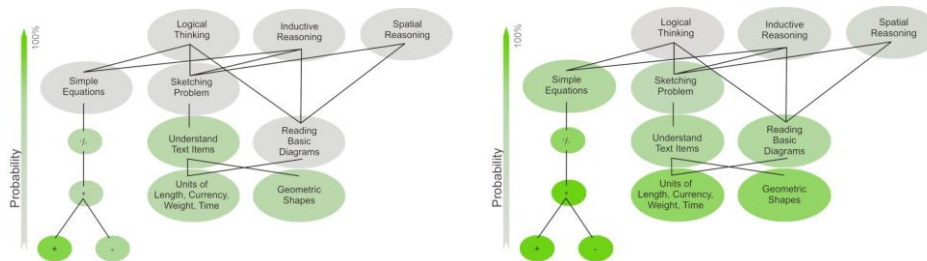 100%
Probability
Logical
Thinking
Inductive
Reasoning
Spatial
Reasoning
Simple
Equations
Sketching
Problem
·/.
Understand
Text Items
Reading
Basic
Diagrams
*
Units of
Length, Currency,
Weight, Time
Geometric
Shapes
+
-
100%
Probability
Logical
Thinking
Inductive
Reasoning
Spatial
Reasoning
Simple
Equations
Sketching
Problem
·/.
Understand
Text Items
Reading
Basic
Diagrams
*
Units of
Length, Currency,
Weight, Time
Geometric
Shapes
+
-